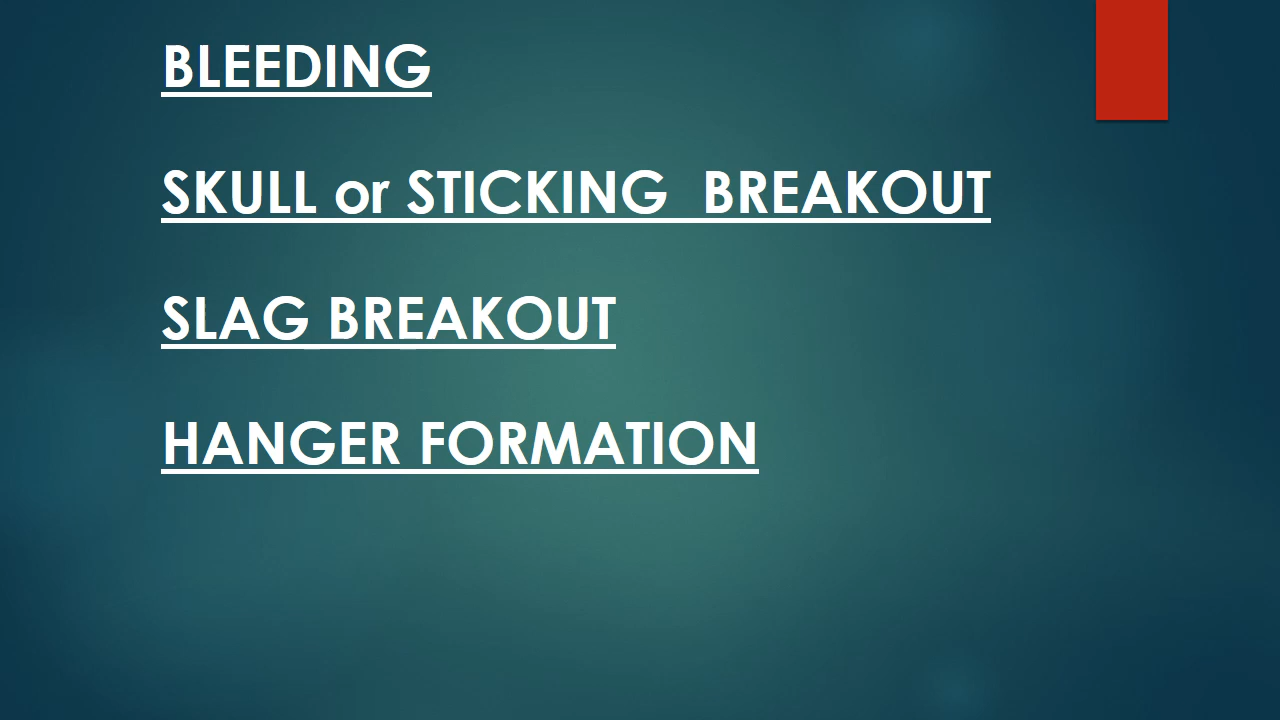 BLEEDING
SKULL or STICKING  BREAKOUT
SLAG BREAKOUT
HANGER FORMATION